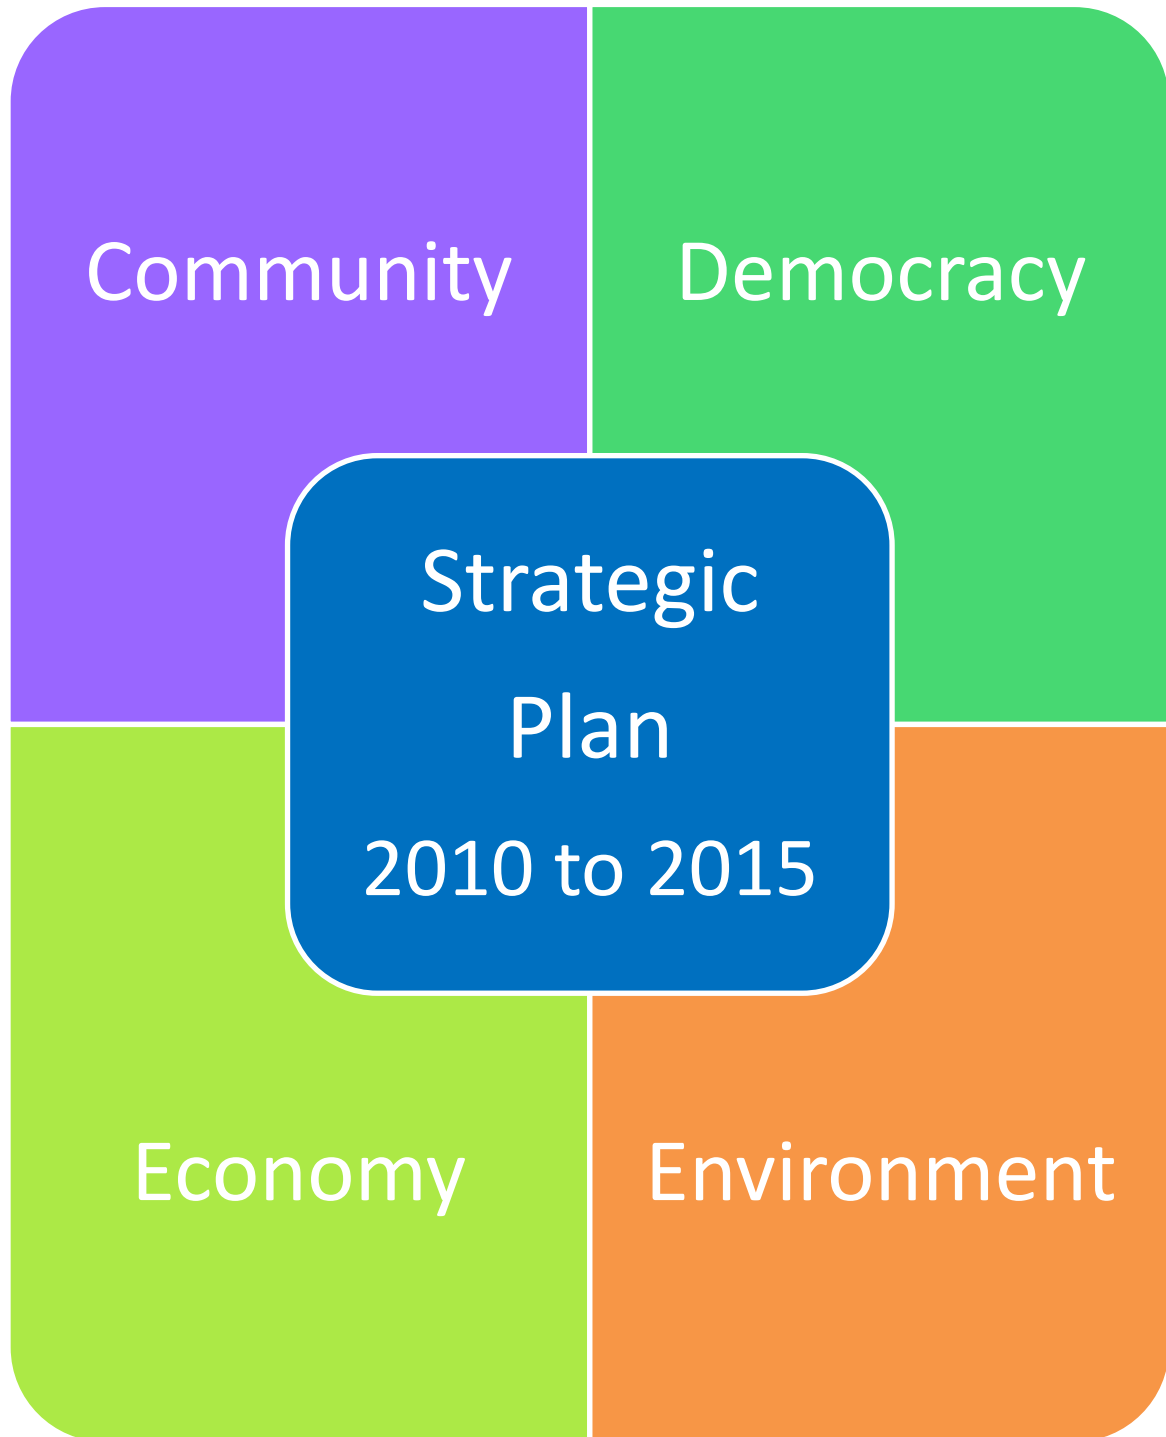 Community
Democracy
Strategic
Plan
2010 to 2015
Economy
Environment